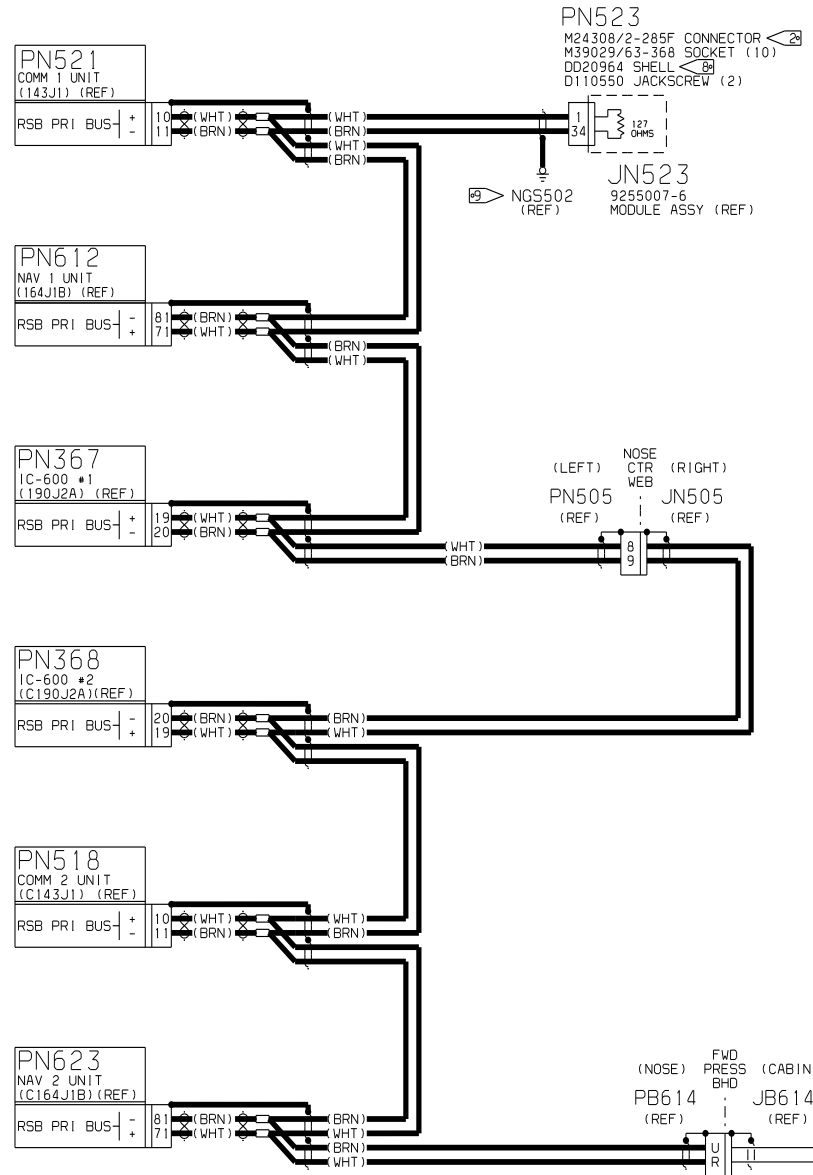 PN523
M24308/2-285F CONNECTOR 2
M39029/63-368 SOCKET (10)
DD20964 SHELL 8
D110550 JACKSCREW (2)
PN521
COMM 1 UNIT
(143J1) (REF)
RSB PRI BUS + 10 (WHT) (WHT) 1
- 11 (BRN) (BRN) 34
127
OHMS
(WHT)
(BRN)
9 NGS502
(REF)
JN523
9255007-6
MODULE ASSY (REF)
PN612
NAV 1 UNIT
(164J1B) (REF)
RSB PRI BUS - 81 (BRN)
+ 71 (WHT)
(BRN)
(WHT)
PN367
IC-600 #1
(190J2A) (REF)
RSB PRI BUS + 19 (WHT)
- 20 (BRN)
(LEFT) NOSE (RIGHT)
CTR
WEB
PN505 JN505
(REF) (REF)
(WHT) 8
(BRN) 9
PN368
IC-600 #2
(C190J2A)(REF)
RSB PRI BUS - 20 (BRN) (BRN)
+ 19 (WHT) (WHT)
PN518
COMM 2 UNIT
(C143J1) (REF)
RSB PRI BUS + 10 (WHT) (WHT)
- 11 (BRN) (BRN)
PN623
NAV 2 UNIT
(C164J1B)(REF)
RSB PRI BUS - 81 (BRN) (BRN)
+ 71 (WHT) (WHT)
(NOSE) FWD (CABIN
PRESS
BHD
PB614 JB614
(REF) (REF)
(BRN) U
(WHT) R